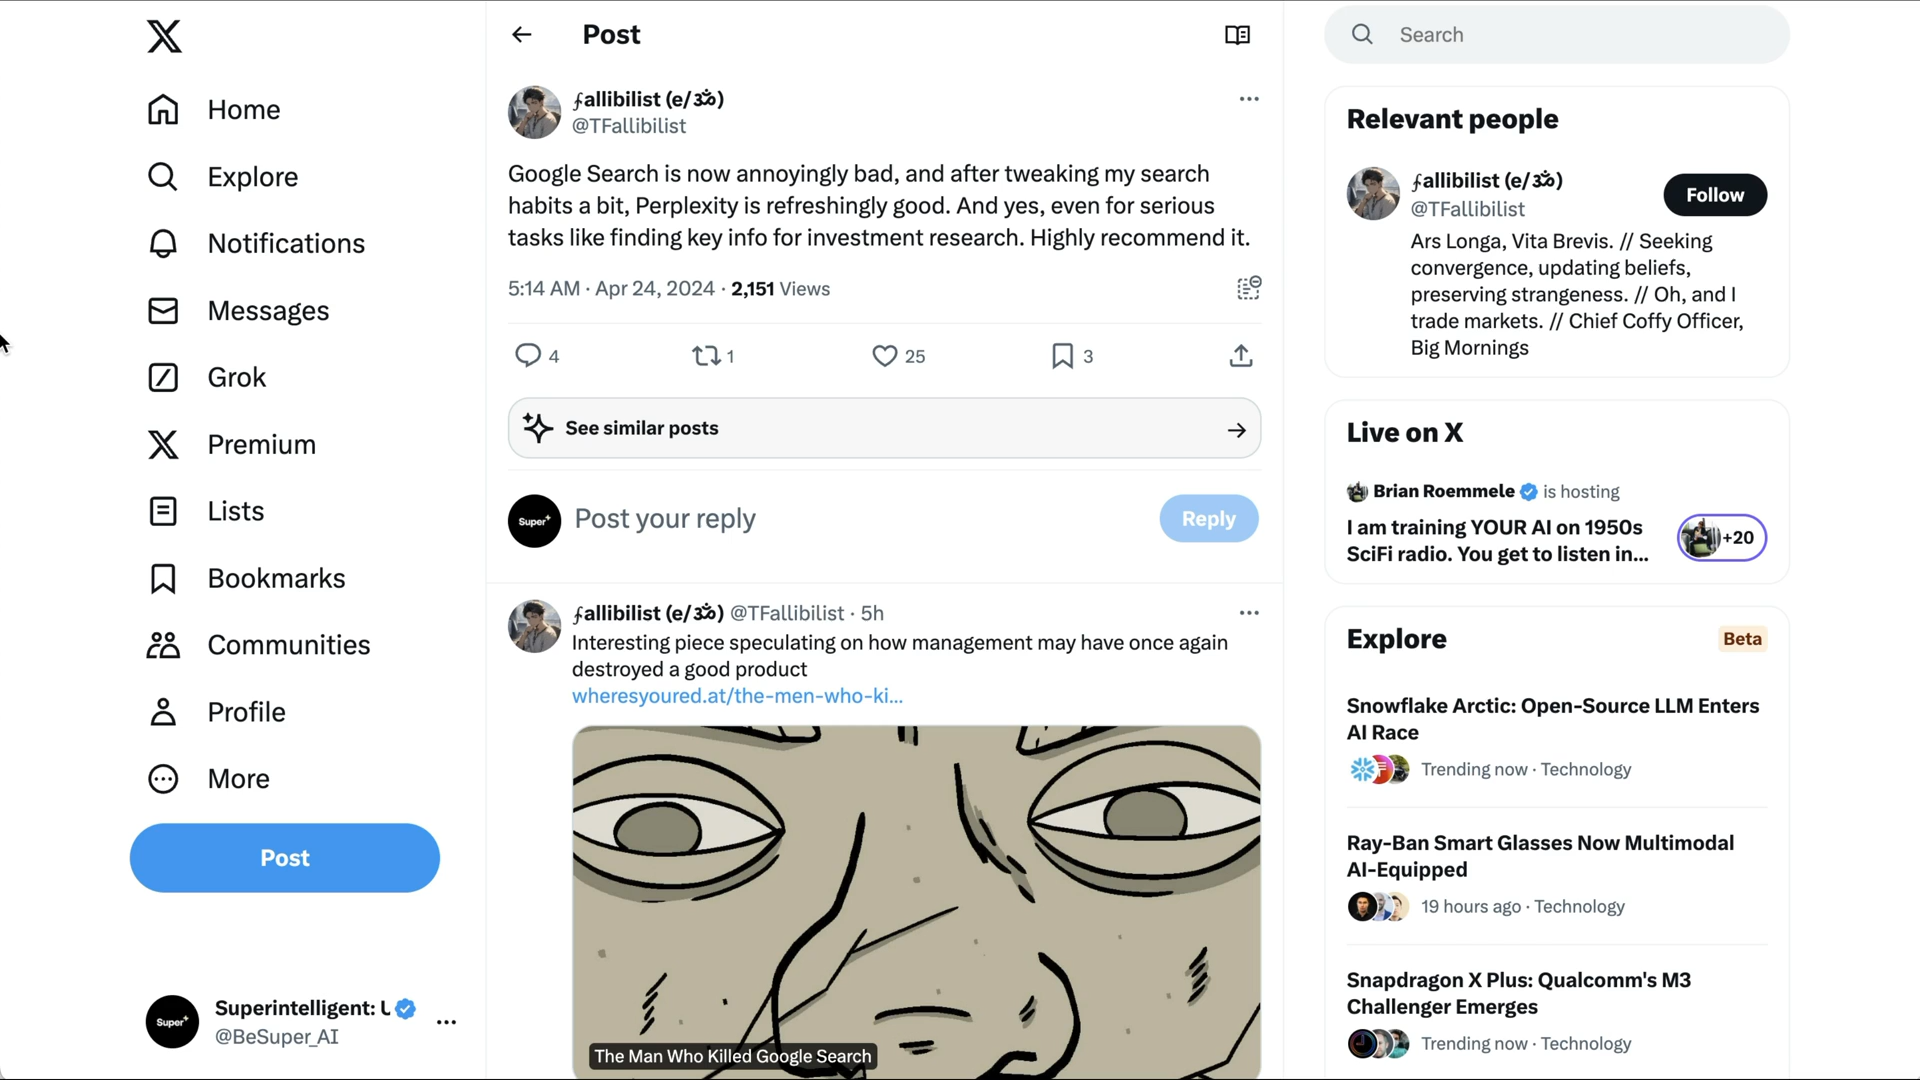 Home
Explore
Notifications
Messages
Grok
Premium
Lists
Bookmarks
Communities
Profile
More
Post
Super+
Superintelligent: U
@BeSuper_AI
Post
⨍allibilist (e/ॐ)
@TFallibilist
Google Search is now annoyingly bad, and after tweaking my search
habits a bit, Perplexity is refreshingly good. And yes, even for serious
tasks like finding key info for investment research. Highly recommend it.
5:14 AM · Apr 24, 2024 · 2,151 Views
4 1 25 3
See similar posts
Super+
Post your reply
Reply
⨍allibilist (e/ॐ) @TFallibilist · 5h
Interesting piece speculating on how management may have once again
destroyed a good product
wheresyoured.at/the-men-who-ki...
The Man Who Killed Google Search
Search
Relevant people
⨍allibilist (e/ॐ)
@TFallibilist
Follow
Ars Longa, Vita Brevis. // Seeking
convergence, updating beliefs,
preserving strangeness. // Oh, and I
trade markets. // Chief Coffy Officer,
Big Mornings
Live on X
Brian Roemmele is hosting
I am training YOUR AI on 1950s
SciFi radio. You get to listen in...
+20
Explore
Beta
Snowflake Arctic: Open-Source LLM Enters
AI Race
Trending now · Technology
Ray-Ban Smart Glasses Now Multimodal
AI-Equipped
19 hours ago · Technology
Snapdragon X Plus: Qualcomm's M3
Challenger Emerges
Trending now · Technology